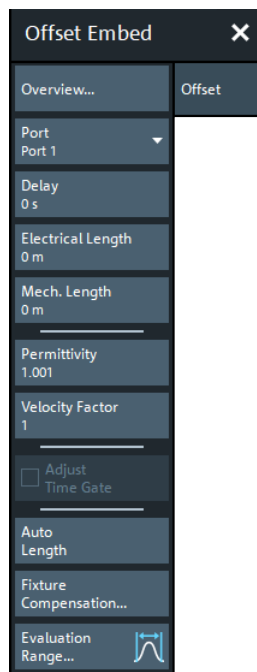 Offset Embed
Overview...
Offset
Port
Port 1
Delay
0 s
Electrical Length
0 m
Mech. Length
0 m
Permittivity
1.001
Velocity Factor
1
Adjust
Time Gate
Auto
Length
Fixture
Compensation...
Evaluation
Range...